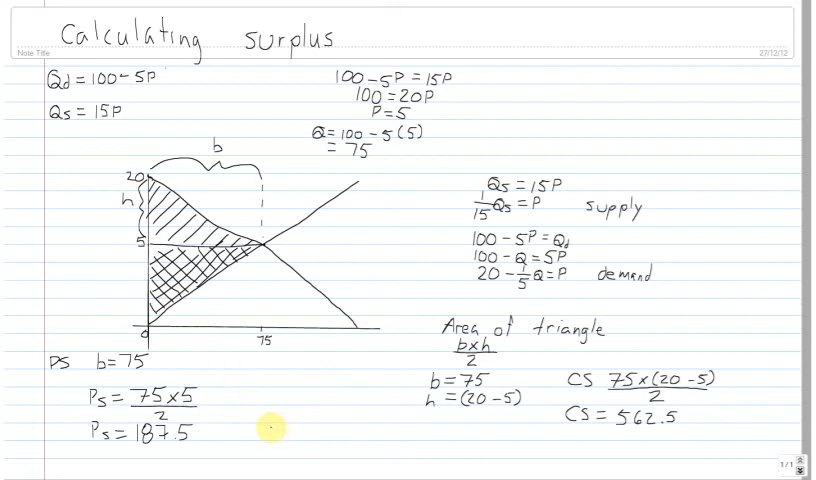 Calculating surplus
Note Title
27/12/12
Qd = 100 - 5P
Qs = 15P
100 - 5P = 15P
100 = 20P
P = 5
Q = 100 - 5(5)
= 75
b
20
h
5
0
75
Qs = 15P
1/15 Qs = P supply
100 - 5P = Qd
100 - Q = 5P
20 - 1/5 Q = P demand
Area of triangle
b x h
2
b = 75
h = (20 - 5)
CS 75 x (20 - 5)
2
CS = 562.5
PS b = 75
Ps = 75 x 5
2
Ps = 187.5
1/1